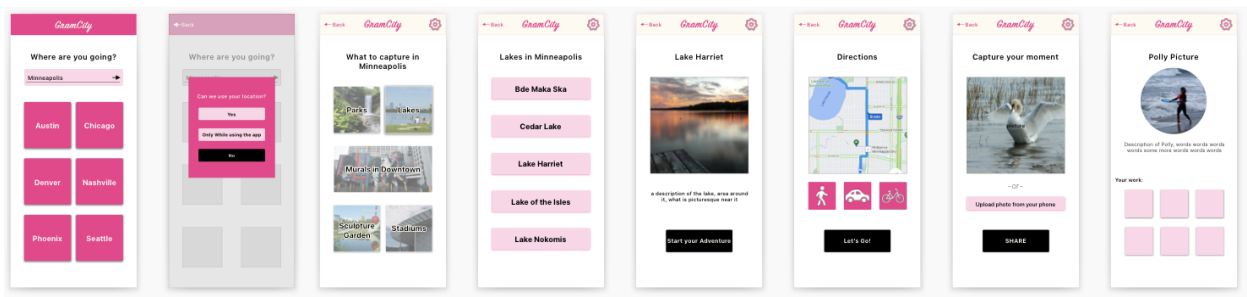 GramCity
Where are you going?
Minneapolis
Austin
Chicago
Denver
Nashville
Phoenix
Seattle
←Back
Where are you going?
Can we use your location?
Yes
Only While using the app
No
←Back GramCity
What to capture in
Minneapolis
Parks
Lakes
Murals in Downtown
Sculpture
Garden
Stadiums
←Back GramCity
Lakes in Minneapolis
Bde Maka Ska
Cedar Lake
Lake Harriet
Lake of the Isles
Lake Nokomis
←Back GramCity
Lake Harriet
a description of the lake, area around
it, what is picturesque near it
Start your Adventure
←Back GramCity
Directions
Let's Go!
←Back GramCity
Capture your moment
picture
-or-
Upload photo from your phone
SHARE
←Back GramCity
Polly Picture
Description of Polly, words words words
words some more words words words
Your work: